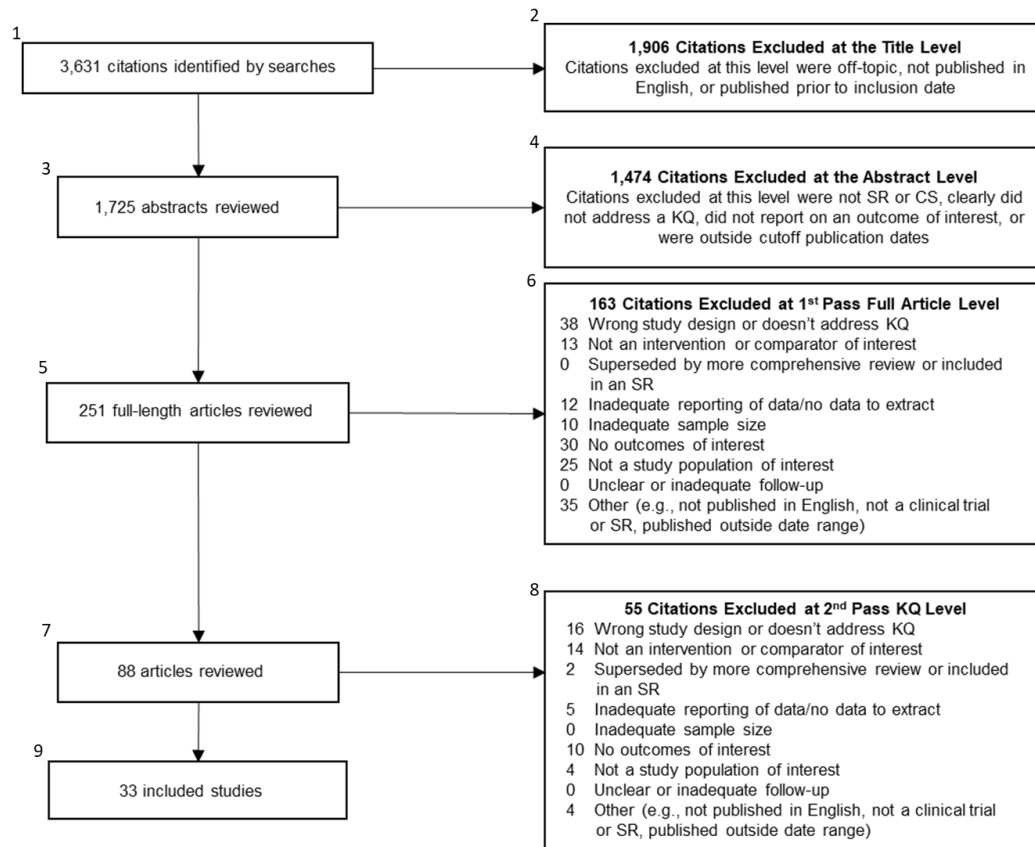 1
3,631 citations identified by searches
2
1,906 Citations Excluded at the Title Level
Citations excluded at this level were off-topic, not published in
English, or published prior to inclusion date
3
1,725 abstracts reviewed
4
1,474 Citations Excluded at the Abstract Level
Citations excluded at this level were not SR or CS, clearly did
not address a KQ, did not report on an outcome of interest, or
were outside cutoff publication dates
5
251 full-length articles reviewed
6
163 Citations Excluded at 1st Pass Full Article Level
38 Wrong study design or doesn't address KQ
13 Not an intervention or comparator of interest
0 Superseded by more comprehensive review or included
in an SR
12 Inadequate reporting of data/no data to extract
10 Inadequate sample size
30 No outcomes of interest
25 Not a study population of interest
0 Unclear or inadequate follow-up
35 Other (e.g., not published in English, not a clinical trial
or SR, published outside date range)
7
88 articles reviewed
8
55 Citations Excluded at 2nd Pass KQ Level
16 Wrong study design or doesn't address KQ
14 Not an intervention or comparator of interest
2 Superseded by more comprehensive review or included
in an SR
5 Inadequate reporting of data/no data to extract
0 Inadequate sample size
10 No outcomes of interest
4 Not a study population of interest
0 Unclear or inadequate follow-up
4 Other (e.g., not published in English, not a clinical trial
or SR, published outside date range)
9
33 included studies